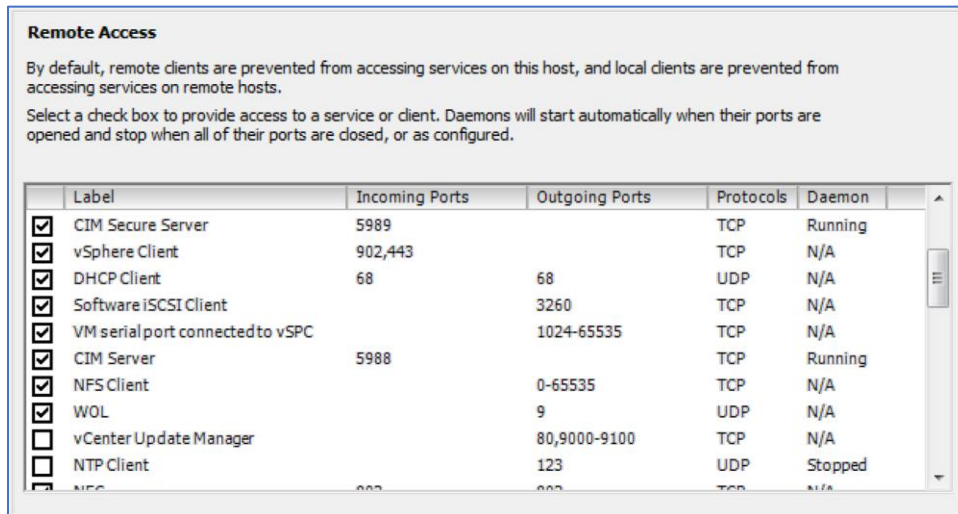 Remote Access
By default, remote clients are prevented from accessing services on this host, and local clients are prevented from
accessing services on remote hosts.
Select a check box to provide access to a service or client. Daemons will start automatically when their ports are
opened and stop when all of their ports are closed, or as configured.
Label Incoming Ports Outgoing Ports Protocols Daemon
CIM Secure Server 5989 TCP Running
vSphere Client 902,443 TCP N/A
DHCP Client 68 68 UDP N/A
Software iSCSI Client 3260 TCP N/A
VM serial port connected to vSPC 1024-65535 TCP N/A
CIM Server 5988 TCP Running
NFS Client 0-65535 TCP N/A
WOL 9 UDP N/A
vCenter Update Manager 80,9000-9100 TCP N/A
NTP Client 123 UDP Stopped